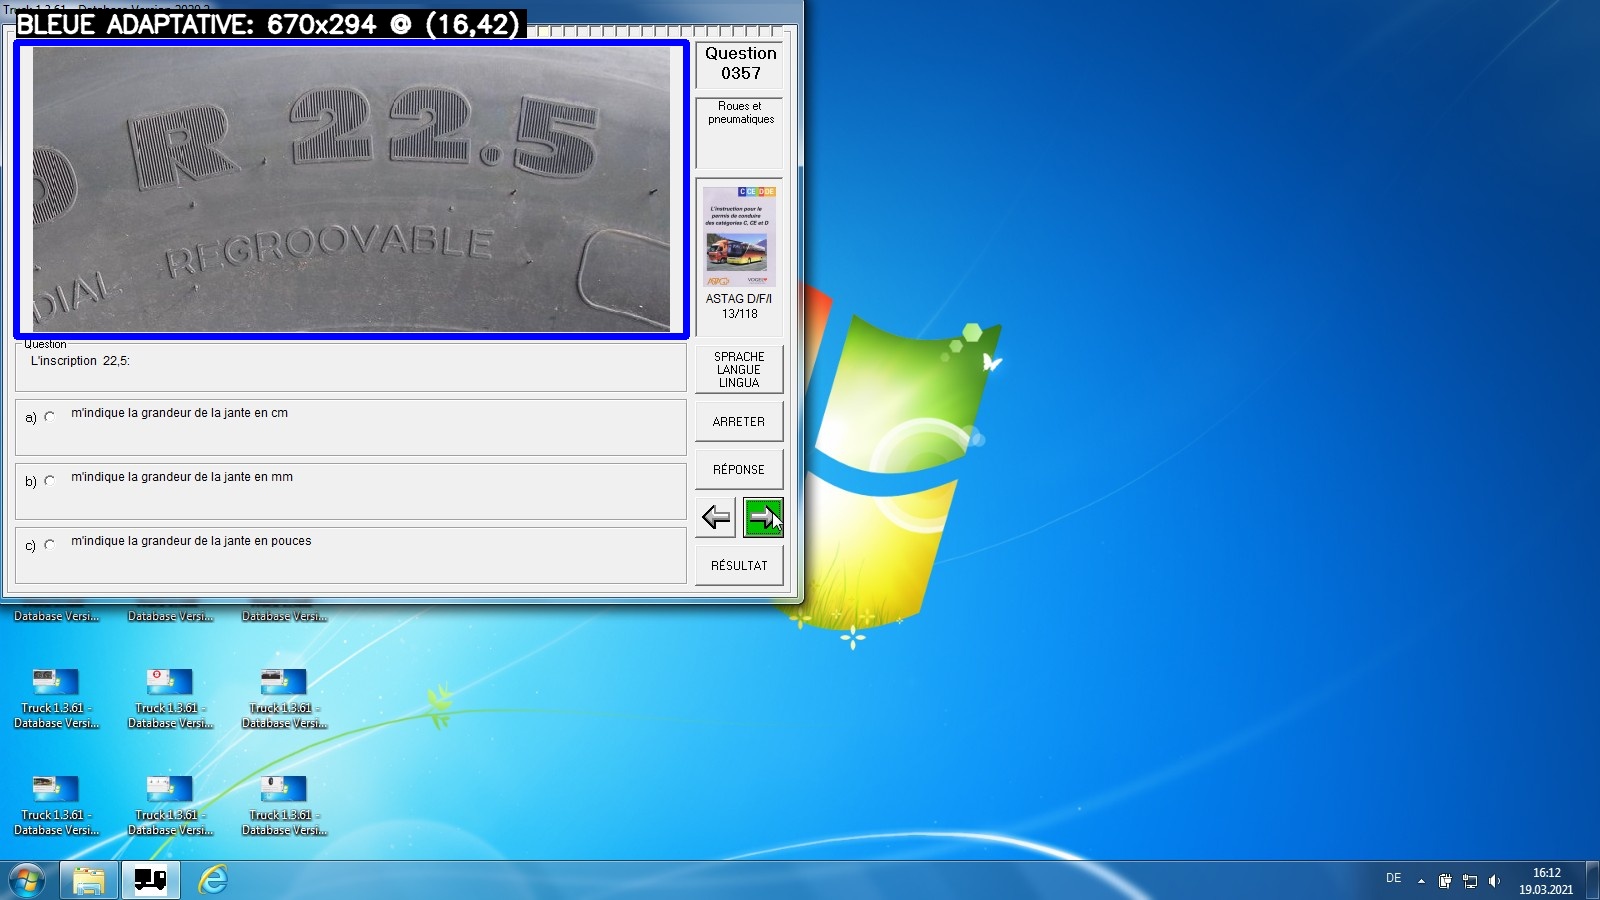 BLEUE ADAPTATIVE: 670x294 @ (16,42)
R 22.5
REGROOVABLE
DIAL
Question
0357
Roues et
pneumatiques
C CE D DE
L'instruction pour le
permis de conduire
des catégories C, CE et D
ASTAG D/F/I
13/118
Question
L'inscription 22,5:
a) m'indique la grandeur de la jante en cm
b) m'indique la grandeur de la jante en mm
c) m'indique la grandeur de la jante en pouces
SPRACHE
LANGUE
LINGUA
ARRETER
RÉPONSE
RÉSULTAT
Database Versi...
Database Versi...
Database Versi...
Truck 1.3.61 -
Database Versi...
Truck 1.3.61 -
Database Versi...
Truck 1.3.61 -
Database Versi...
Truck 1.3.61 -
Database Versi...
Truck 1.3.61 -
Database Versi...
Truck 1.3.61 -
Database Versi...
DE
16:12
19.03.2021